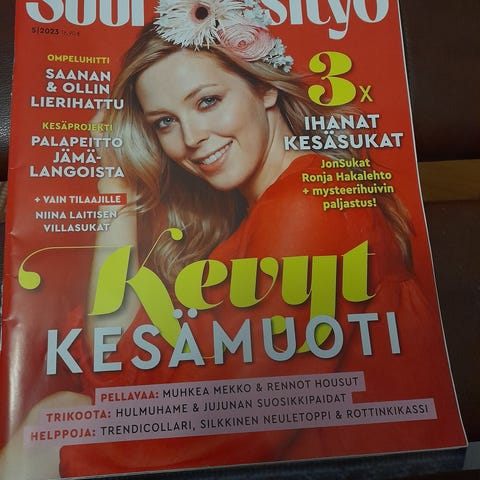 Suuri Käsityö
5|2023
OMPELUHITTI
SAANAN
& OLLIN
LIERIHATTU
KESÄPROJEKTI
PALAPEITTO
JÄMÄ-
LANGOISTA
+ VAIN TILAAJILLE
NIINA LAITISEN
VILLASUKAT
3x
IHANAT
KESÄSUKAT
JonSukat
Ronja Hakalehto
+ mysteerihuivin
paljastus!
Kevyt
KESÄMUOTI
PELLAVAA: MUHKEA MEKKO & RENNOT HOUSUT
TRIKOOTA: HULMUHAME & JUJUNAN SUOSIKKIPAIDAT
HELPPOJA: TRENDICOLLARI, SILKKINEN NEULETOPPI & ROTTINKIKASSI